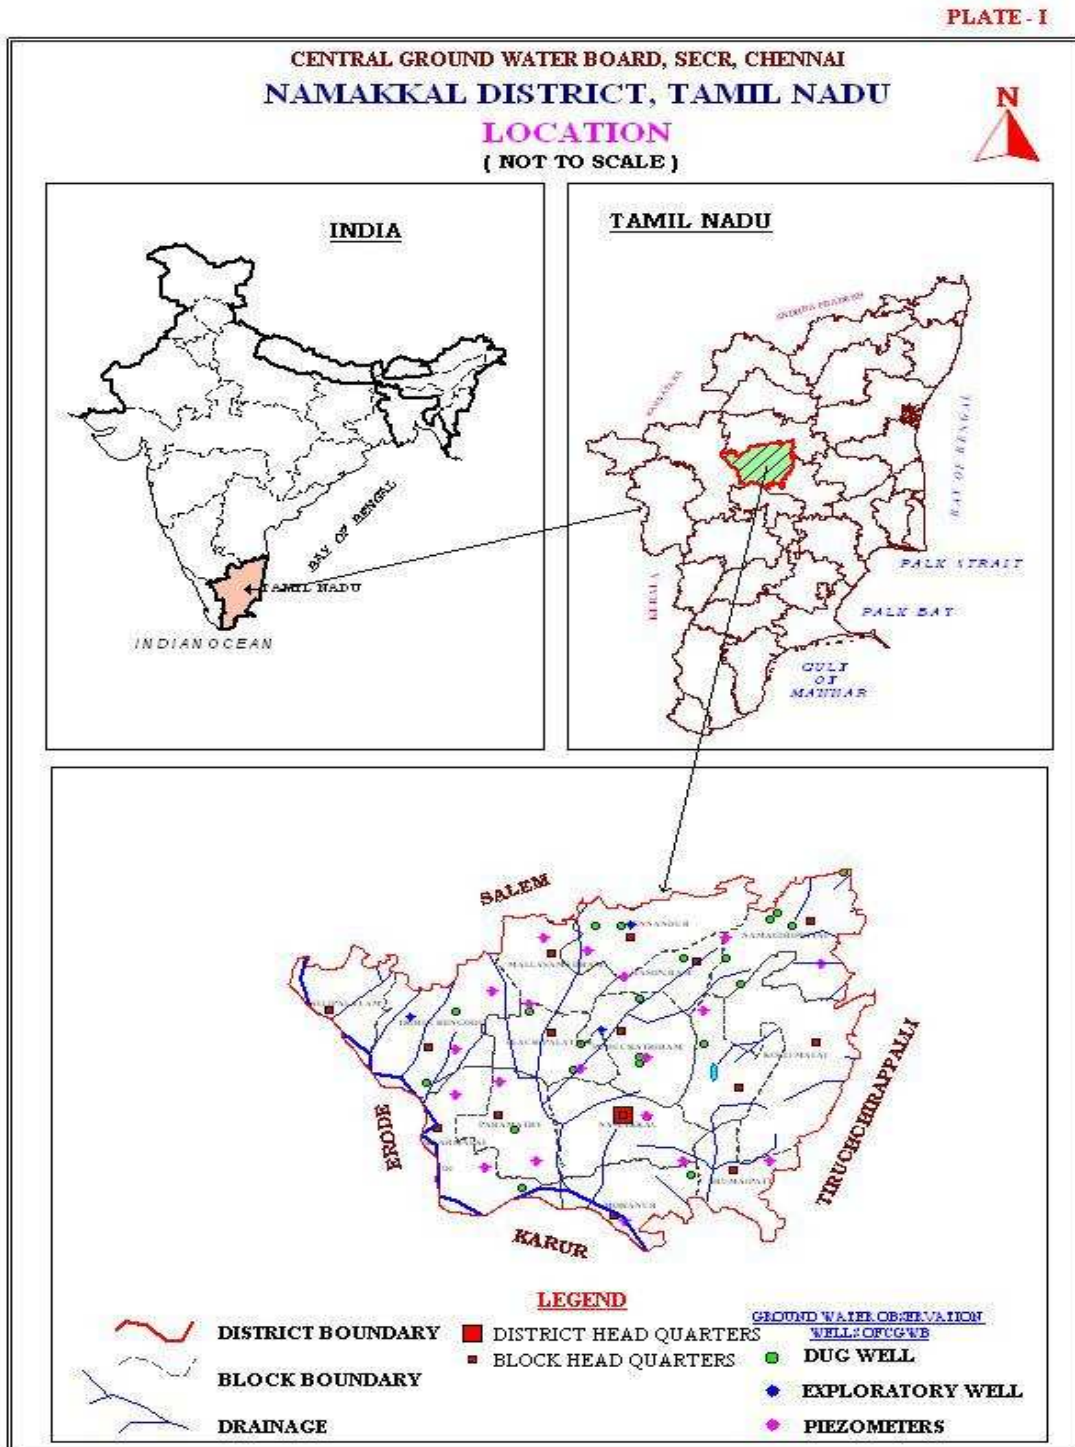 PLATE - I
CENTRAL GROUND WATER BOARD, SECR, CHENNAI
NAMAKKAL DISTRICT, TAMIL NADU
LOCATION
( NOT TO SCALE )
N
INDIA
BAY OF BENGAL
TAMIL NADU
INDIAN OCEAN
TAMIL NADU
ANDHRA PRADESH
BAY OF BENGAL
KERALA
PALK STRAIT
PALK BAY
GULF
OF
MANNAR
SALEM
ERODE
KARUR
TIRUCHCHIRAPPALLI
PARAMATHY
MOHANUR
LEGEND
DISTRICT BOUNDARY
BLOCK BOUNDARY
DRAINAGE
DISTRICT HEAD QUARTERS
BLOCK HEAD QUARTERS
GROUND WATER OBSERVATION
WELLS OF CGWB
DUG WELL
EXPLORATORY WELL
PIEZOMETERS